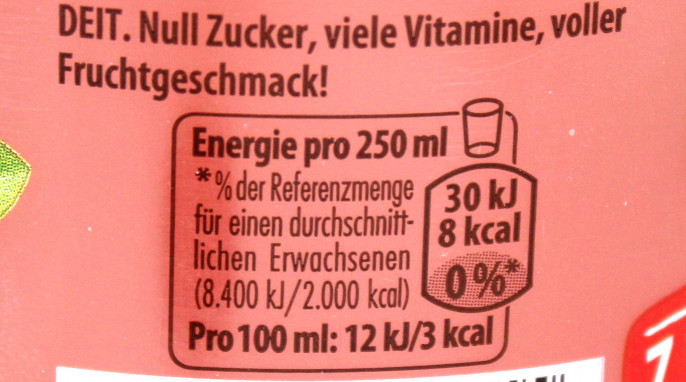 DEIT. Null Zucker, viele Vitamine, voller
Fruchtgeschmack!
Energie pro 250 ml
*% der Referenzmenge
für einen durchschnitt-
lichen Erwachsenen
(8.400 kJ/2.000 kcal)
30 kJ
8 kcal
0%*
Pro 100 ml: 12 kJ/3 kcal